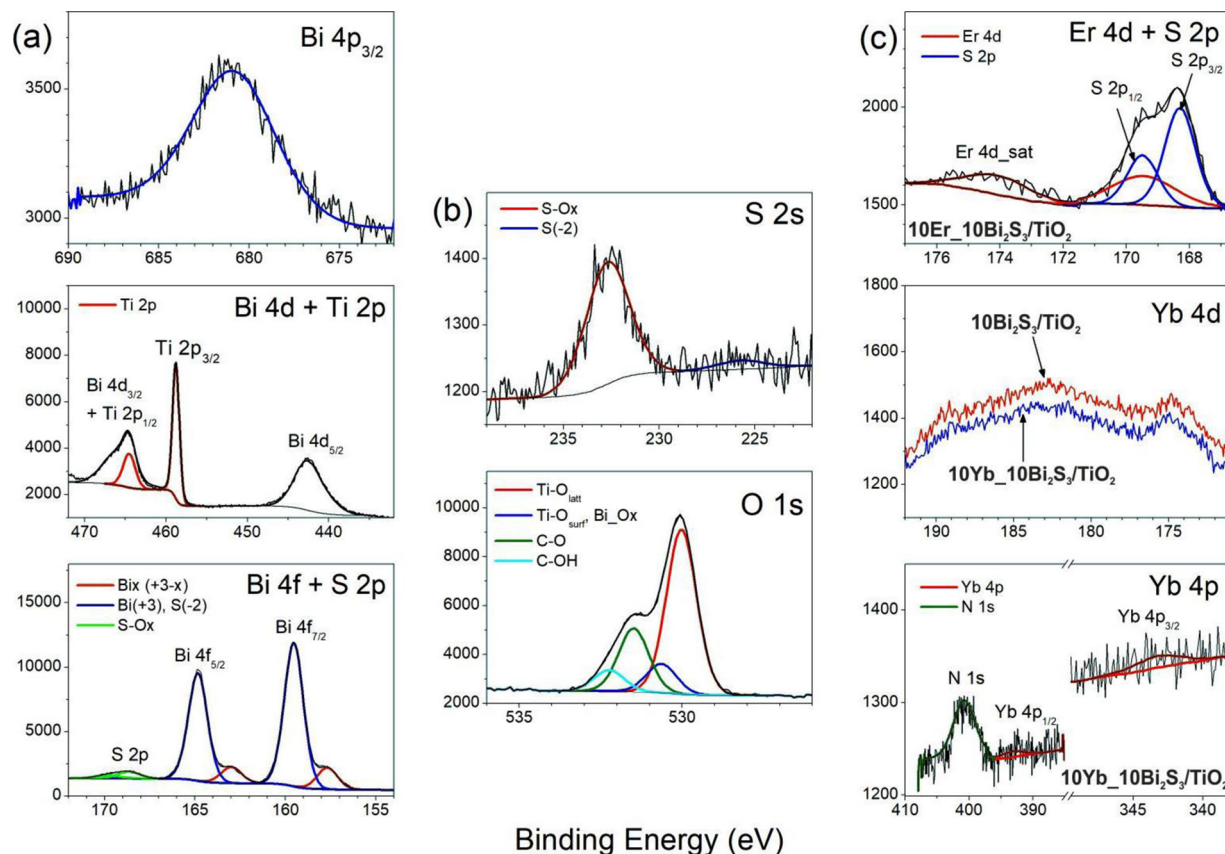 (a)
Bi 4p3/2
3500
3000
690 685 680 675
Ti 2p
Bi 4d + Ti 2p
10000
8000
6000
4000
2000
Ti 2p3/2
Bi 4d3/2
+ Ti 2p1/2
Bi 4d5/2
470 460 450 440
Bix (+3-x)
Bi(+3), S(-2)
S-Ox
Bi 4f + S 2p
15000
10000
5000
0
Bi 4f7/2
Bi 4f5/2
S 2p
170 165 160 155
(b)
S-Ox
S(-2)
S 2s
1400
1300
1200
235 230 225
Ti-Olatt
Ti-Osurf, Bi_Ox
C-O
C-OH
O 1s
10000
8000
6000
4000
2000
535 530
Binding Energy (eV)
(c)
Er 4d
S 2p
Er 4d + S 2p
S 2p3/2
S 2p1/2
2000
1500
Er 4d_sat
10Er_10Bi2S3/TiO2
176 174 172 170 168
Yb 4d
1800
1600
1400
1200
10Bi2S3/TiO2
10Yb_10Bi2S3/TiO2
190 185 180 175
Yb 4p
N 1s
Yb 4p
1400
1300
1200
Yb 4p3/2
N 1s
Yb 4p1/2
10Yb_10Bi2S3/TiO2
410 400 390 345 340